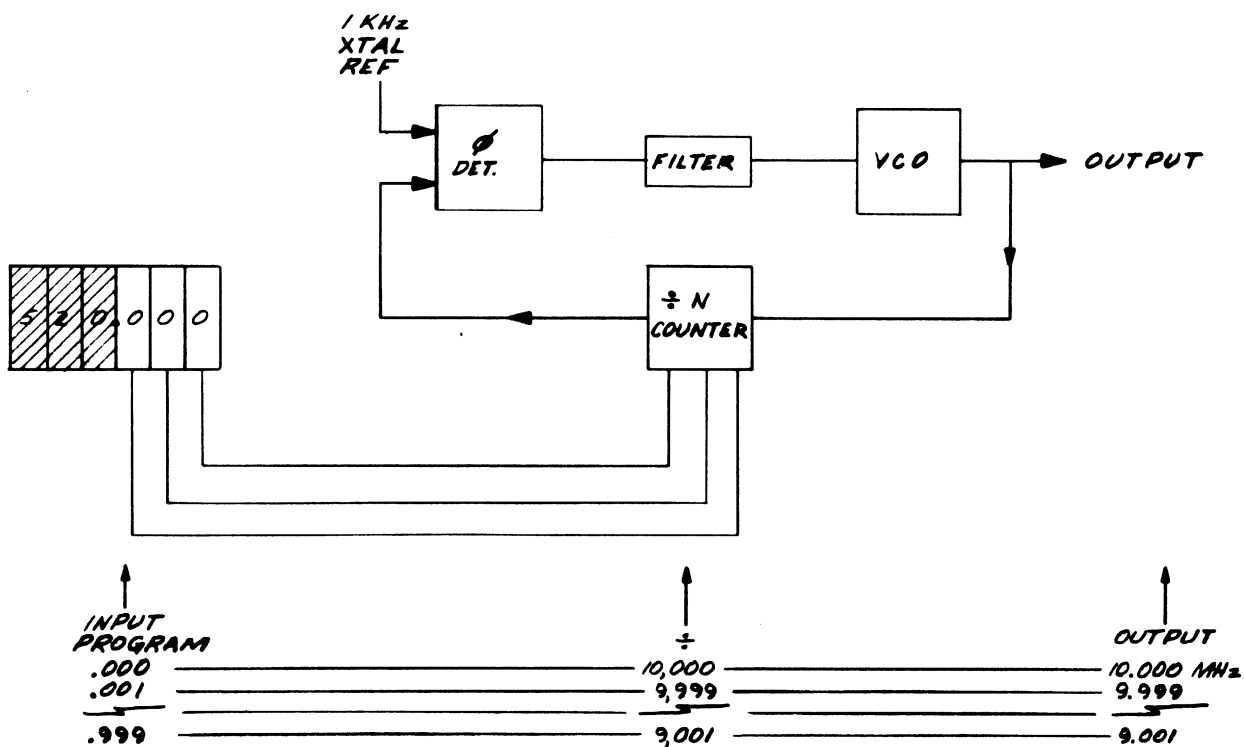 1 KHz
XTAL
REF
φ
DET.
FILTER
VCO
OUTPUT
5 2 0.0 0 0
÷ N
COUNTER
INPUT
PROGRAM
÷
OUTPUT
.000 10,000 10.000 MHz
.001 9,999 9.999
.999 9,001 9.001